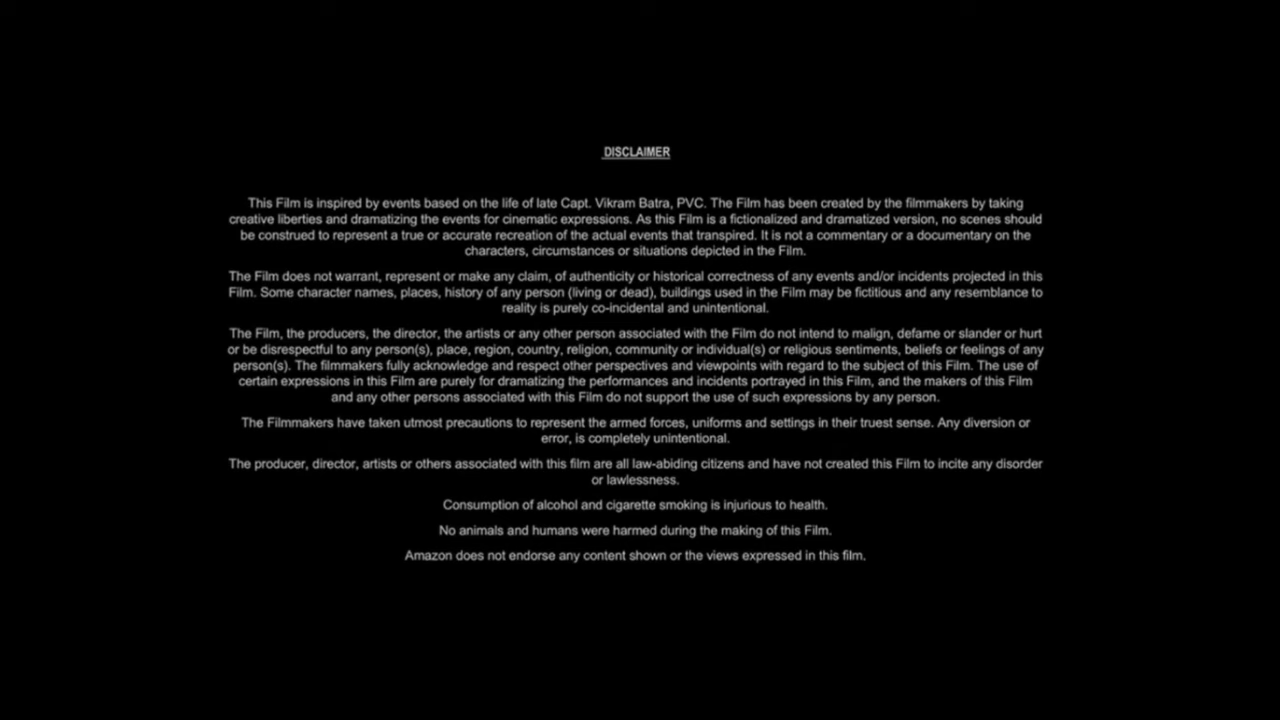 DISCLAIMER
This Film is inspired by events based on the life of late Capt. Vikram Batra, PVC. The Film has been created by the filmmakers by taking
creative liberties and dramatizing the events for cinematic expressions. As this Film is a fictionalized and dramatized version, no scenes should
be construed to represent a true or accurate recreation of the actual events that transpired. It is not a commentary or a documentary on the
characters, circumstances or situations depicted in the Film.
The Film does not warrant, represent or make any claim, of authenticity or historical correctness of any events and/or incidents projected in this
Film. Some character names, places, history of any person (living or dead), buildings used in the Film may be fictitious and any resemblance to
reality is purely co-incidental and unintentional.
The Film, the producers, the director, the artists or any other person associated with the Film do not intend to malign, defame or slander or hurt
or be disrespectful to any person(s), place, region, country, religion, community or individual(s) or religious sentiments, beliefs or feelings of any
person(s). The filmmakers fully acknowledge and respect other perspectives and viewpoints with regard to the subject of this Film. The use of
certain expressions in this Film are purely for dramatizing the performances and incidents portrayed in this Film, and the makers of this Film
and any other persons associated with this Film do not support the use of such expressions by any person.
The Filmmakers have taken utmost precautions to represent the armed forces, uniforms and settings in their truest sense. Any diversion or
error, is completely unintentional.
The producer, director, artists or others associated with this film are all law-abiding citizens and have not created this Film to incite any disorder
or lawlessness.
Consumption of alcohol and cigarette smoking is injurious to health.
No animals and humans were harmed during the making of this Film.
Amazon does not endorse any content shown or the views expressed in this film.